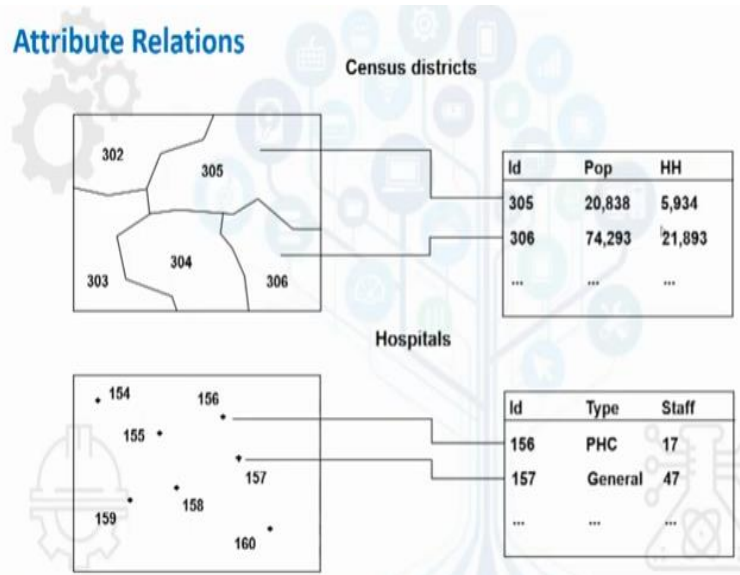 Attribute Relations
Census districts
302
305
303
304
306
Id Pop HH
305 20,838 5,934
306 74,293 21,893
... ... ...
Hospitals
154
156
155
157
158
159
160
Id Type Staff
156 PHC 17
157 General 47
... ... ...